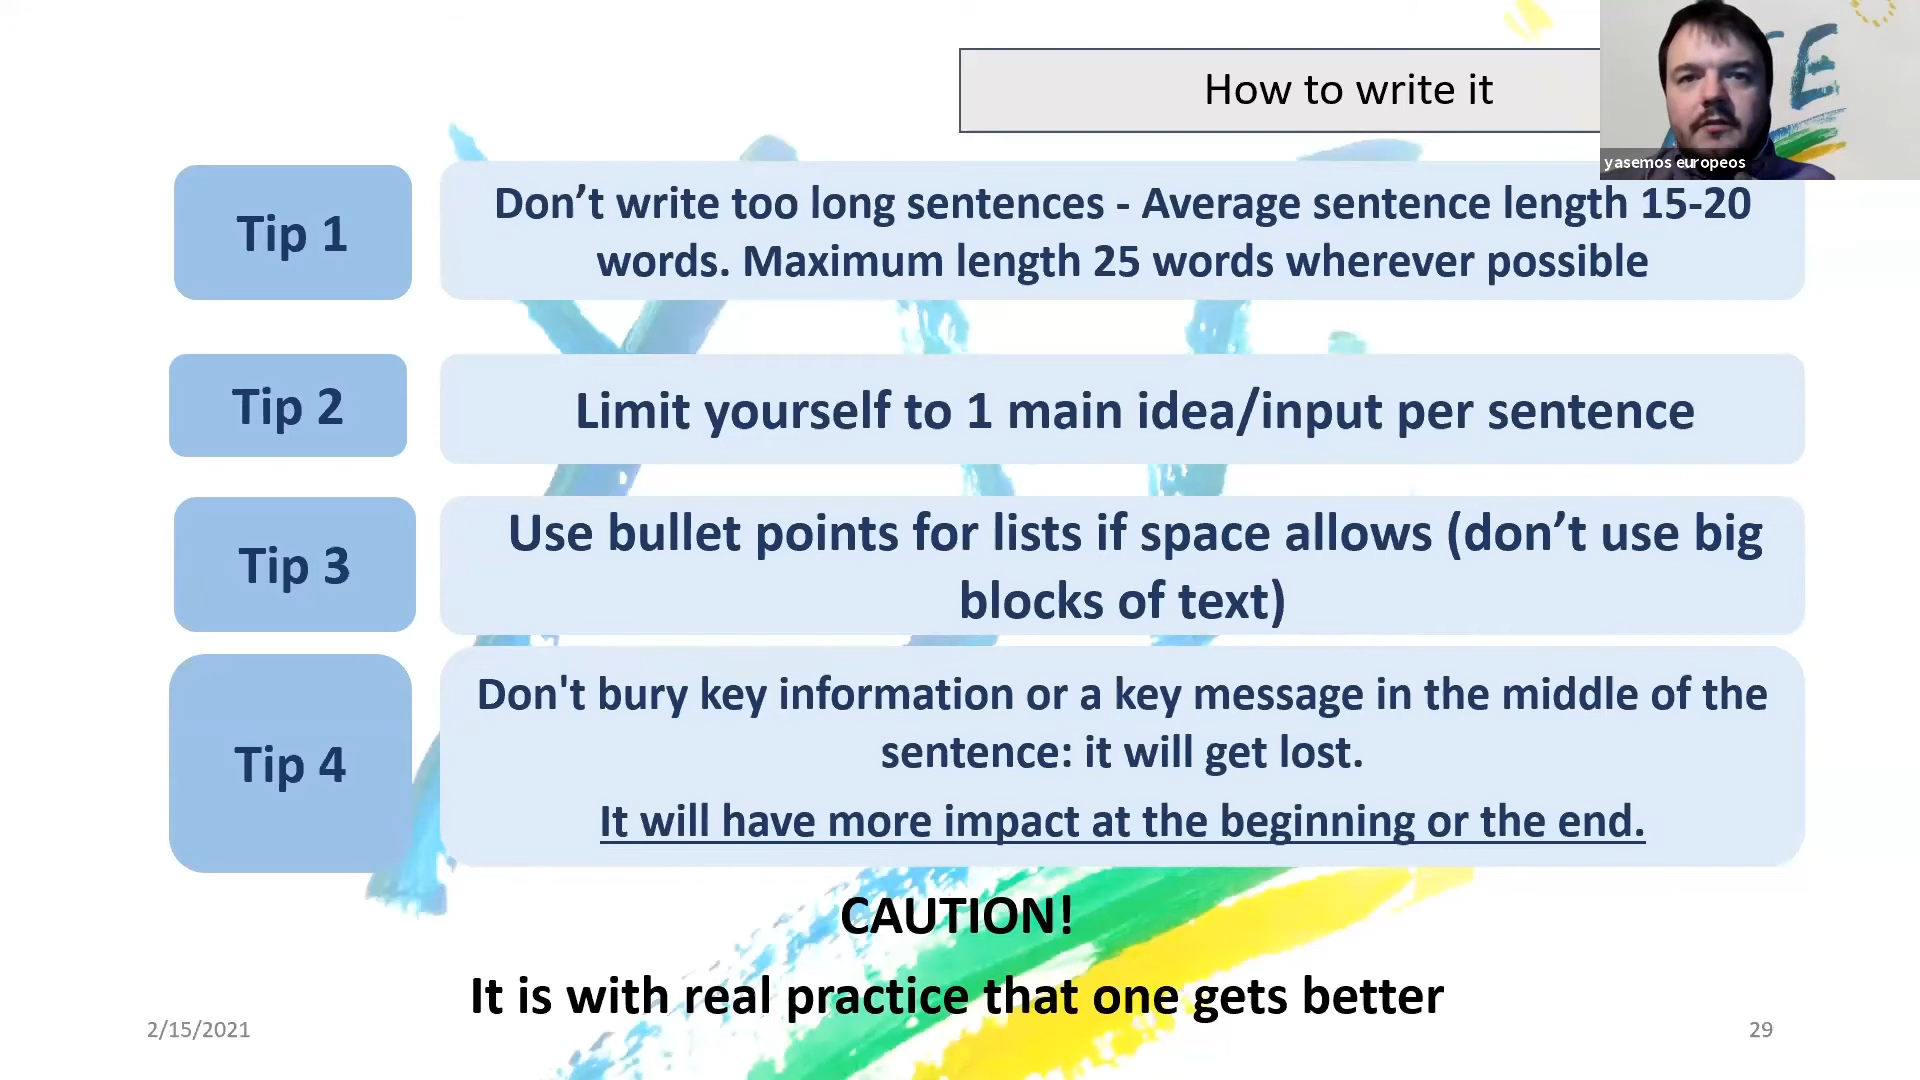 How to write it
yasemos europeos
Tip 1
Don’t write too long sentences - Average sentence length 15-20
words. Maximum length 25 words wherever possible
Tip 2
Limit yourself to 1 main idea/input per sentence
Tip 3
Use bullet points for lists if space allows (don’t use big
blocks of text)
Tip 4
Don't bury key information or a key message in the middle of the
sentence: it will get lost.
It will have more impact at the beginning or the end.
CAUTION!
It is with real practice that one gets better
2/15/2021
29